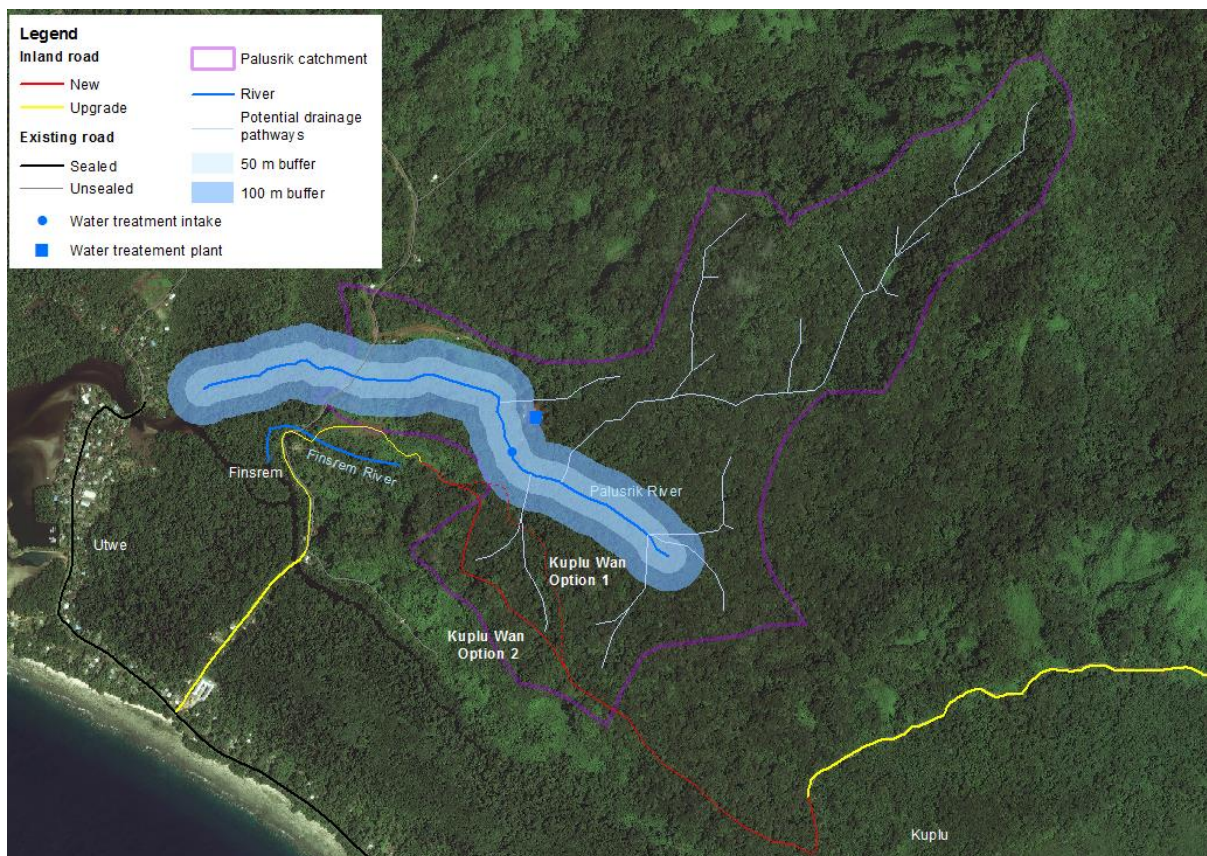 Legend
Inland road
New
Upgrade
Existing road
Sealed
Unsealed
Water treatment intake
Water treatement plant
Palusrik catchment
River
Potential drainage
pathways
50 m buffer
100 m buffer
Finsrem
Finsrem River
Palusrik River
Utwe
Kuplu Wan
Option 1
Kuplu Wan
Option 2
Kuplu